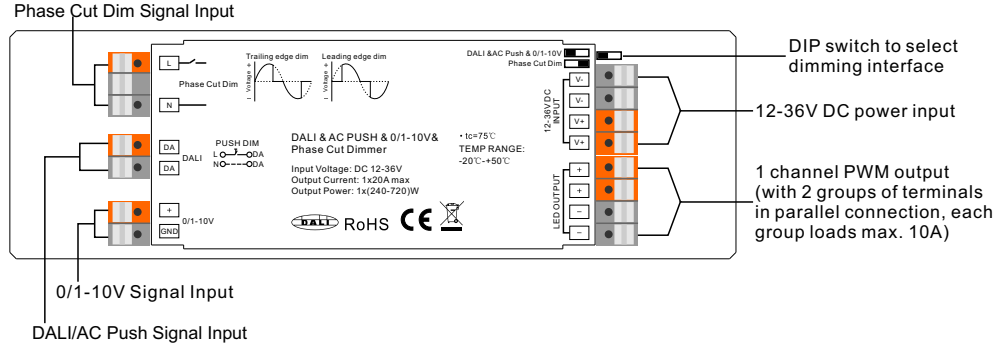 Phase Cut Dim Signal Input
L
N
Phase Cut Dim
Trailing edge dim
Voltage + −
Leading edge dim
Voltage + −
DALI &AC Push & 0/1-10V
Phase Cut Dim
DIP switch to select
dimming interface
12-36V DC
INPUT
V-
V-
V+
V+
12-36V DC power input
DA
DA
DALI
PUSH DIM
L DA
N DA
DALI & AC PUSH & 0/1-10V&
Phase Cut Dimmer
Input Voltage: DC 12-36V
Output Current: 1x20A max
Output Power: 1x(240-720)W
• tc=75℃
TEMP RANGE:
-20℃-+50℃
LED OUTPUT
+
+
−
−
1 channel PWM output
(with 2 groups of terminals
in parallel connection, each
group loads max. 10A)
+
GND
0/1-10V
DALI
RoHS
CE
0/1-10V Signal Input
DALI/AC Push Signal Input